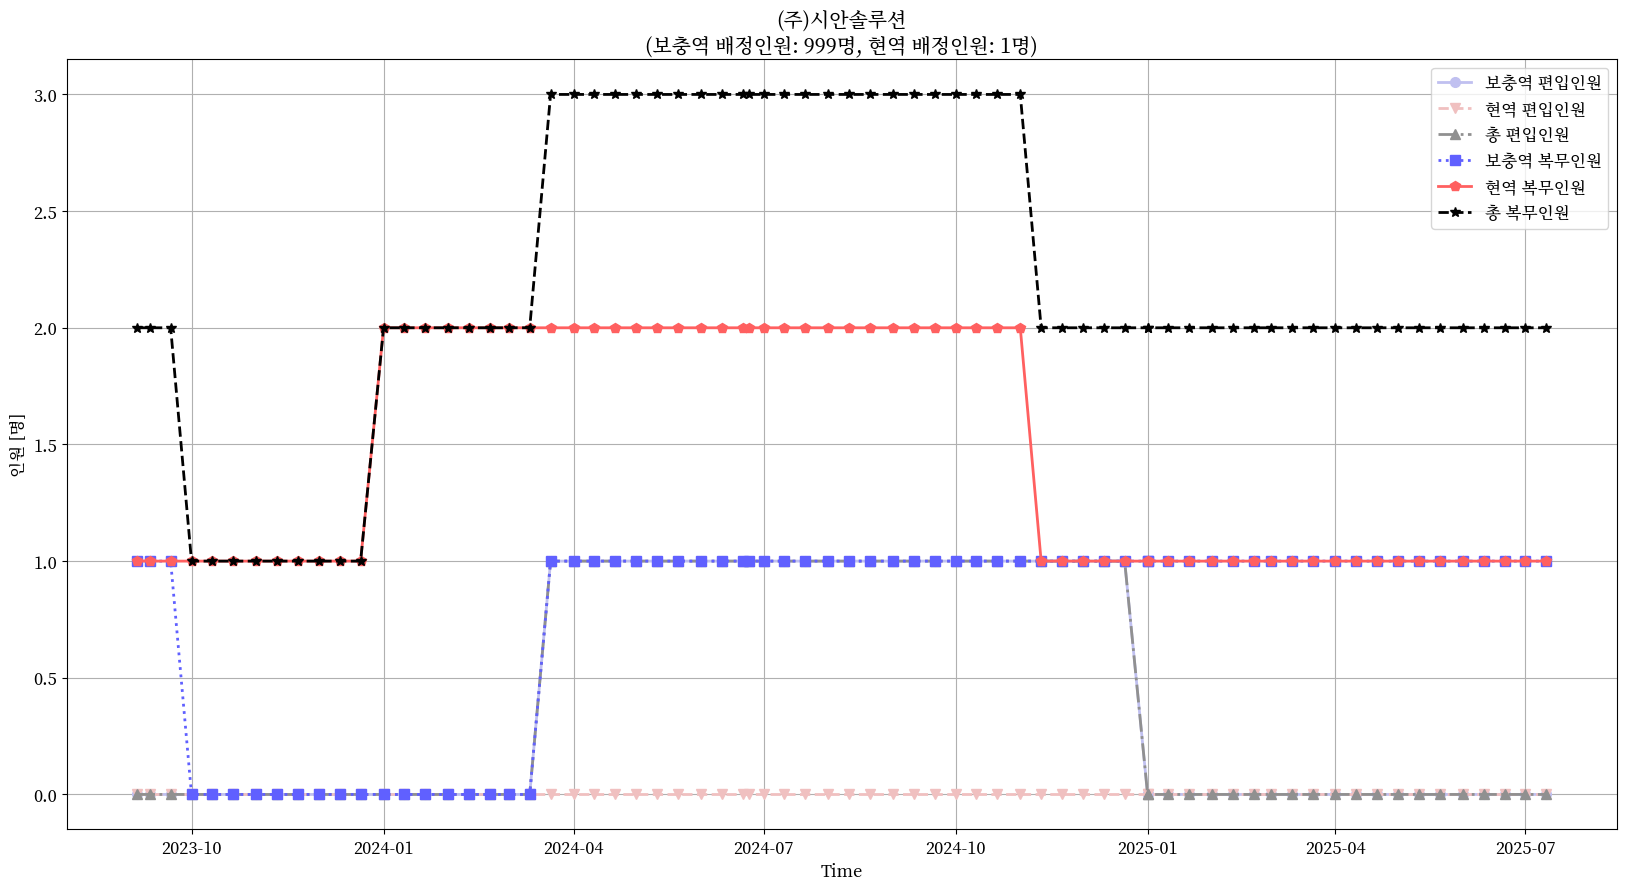 (주)시안솔루션
(보충역 배정인원: 999명, 현역 배정인원: 1명)
보충역 편입인원
현역 편입인원
총 편입인원
보충역 복무인원
현역 복무인원
총 복무인원
인원 [명]
3.0
2.5
2.0
1.5
1.0
0.5
0.0
2023-10
2024-01
2024-04
2024-07
2024-10
2025-01
2025-04
2025-07
Time